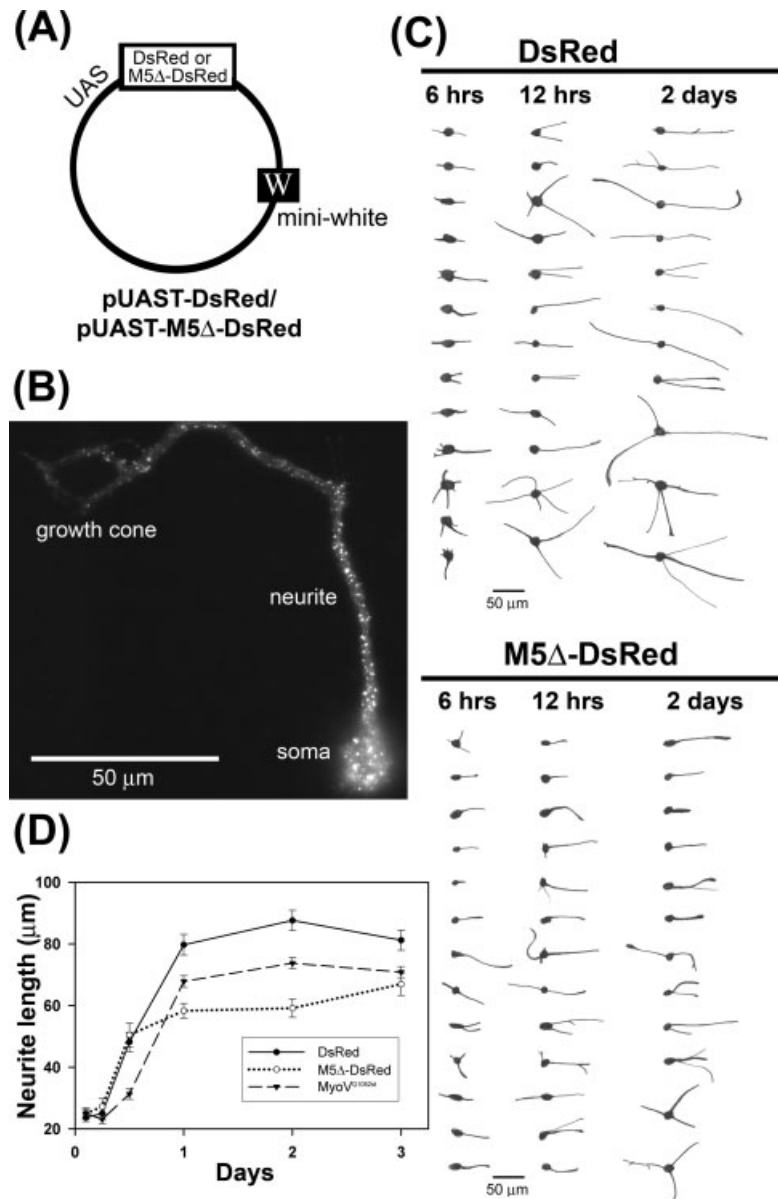 (A)
DsRed or
M5Δ-DsRed
UAS
W
mini-white
pUAST-DsRed/
pUAST-M5Δ-DsRed
(B)
growth cone
neurite
soma
50 μm
(C)
DsRed
6 hrs 12 hrs 2 days
50 μm
M5Δ-DsRed
6 hrs 12 hrs 2 days
50 μm
(D)
Neurite length (μm)
100
80
60
40
20
0 1 2 3
Days
DsRed
M5Δ-DsRed